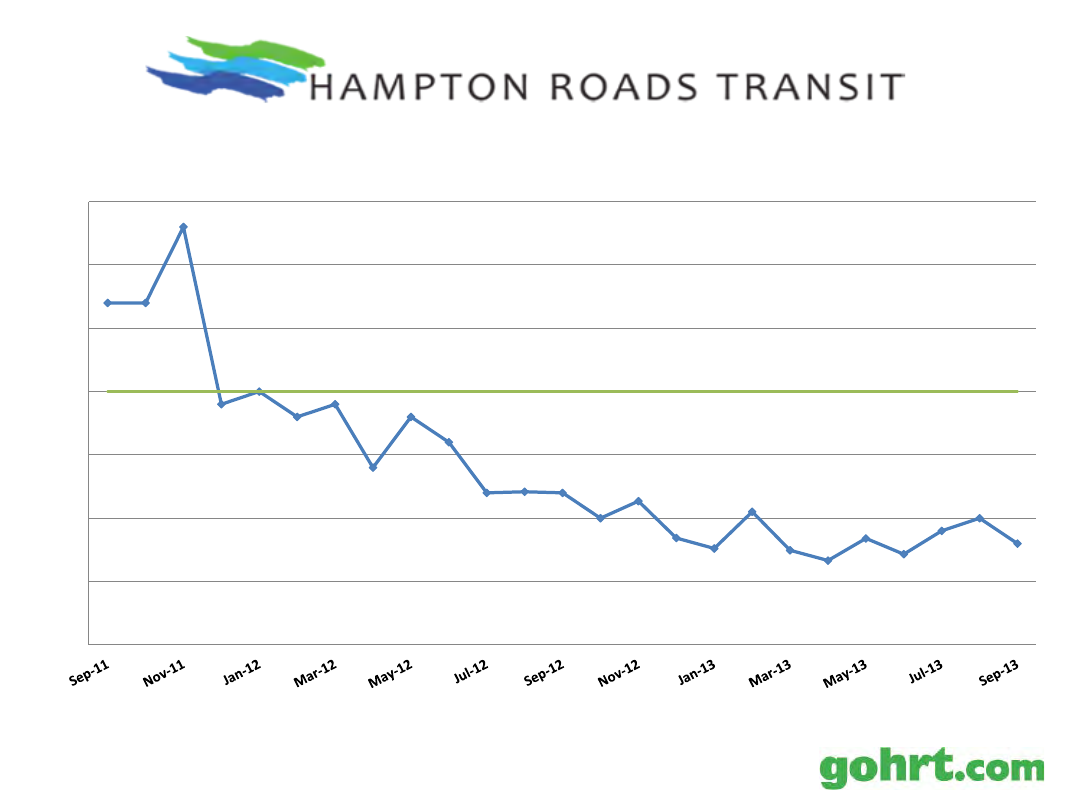 HAMPTON ROADS TRANSIT
Sep-11 Nov-11 Jan-12 Mar-12 May-12 Jul-12 Sep-12 Nov-12 Jan-13 Mar-13 May-13 Jul-13 Sep-13
gohrt.com